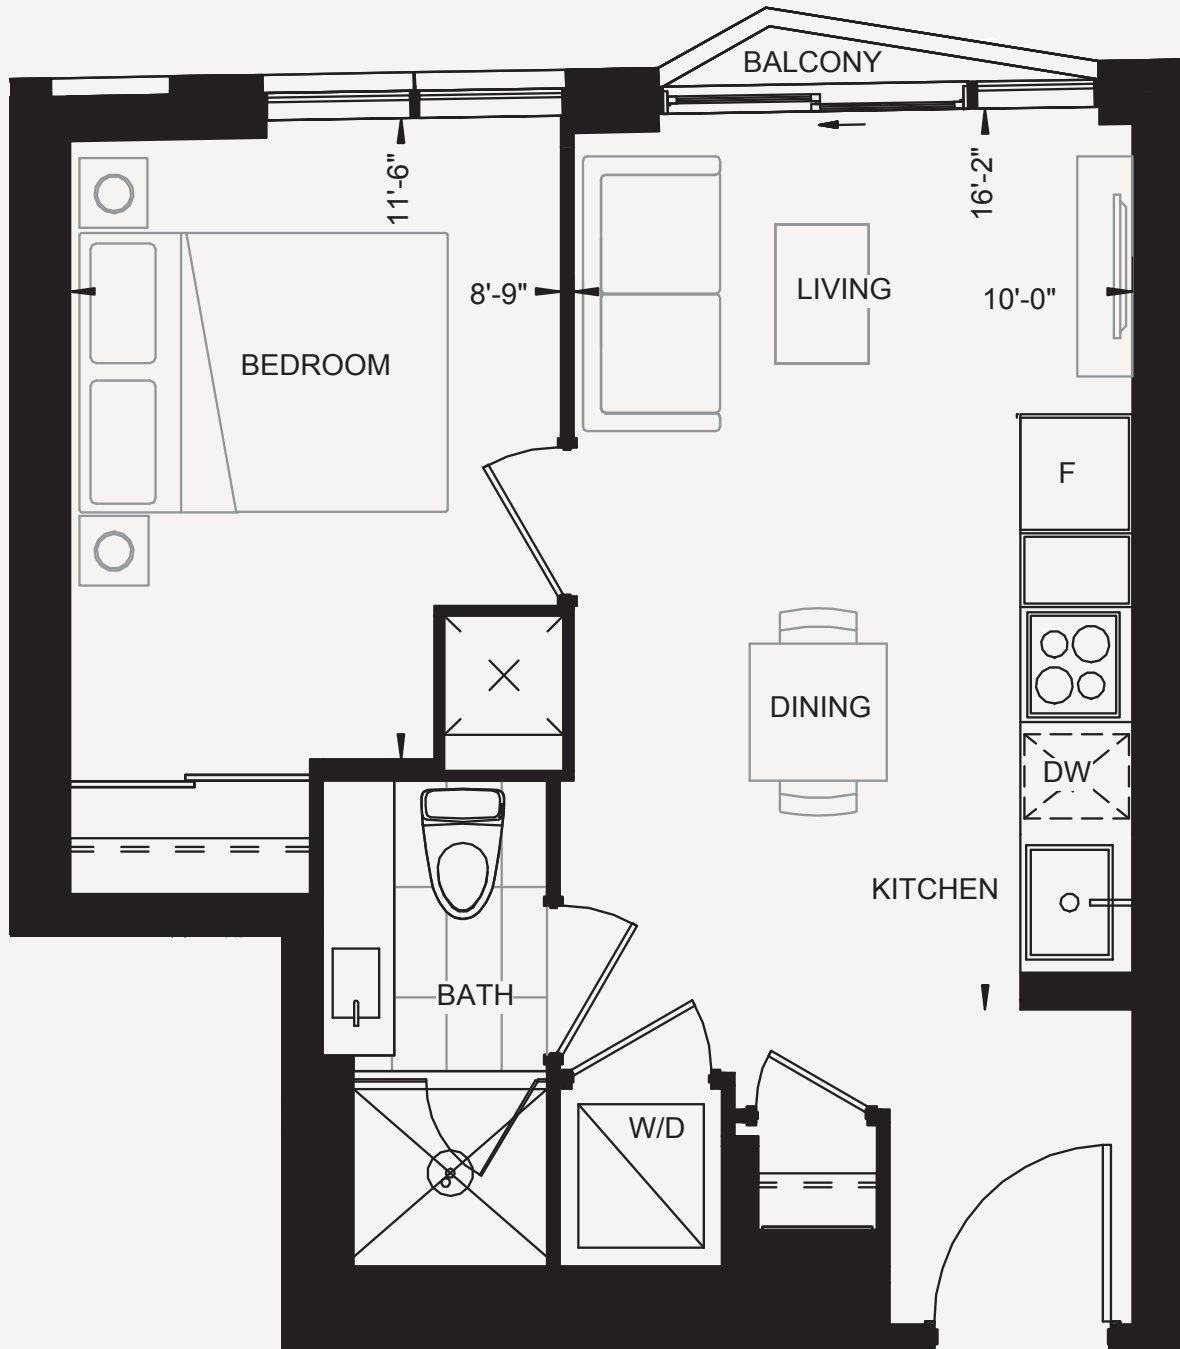 BALCONY
11'-6"
16'-2"
8'-9"
LIVING
10'-0"
BEDROOM
F
DINING
DW
KITCHEN
BATH
W/D